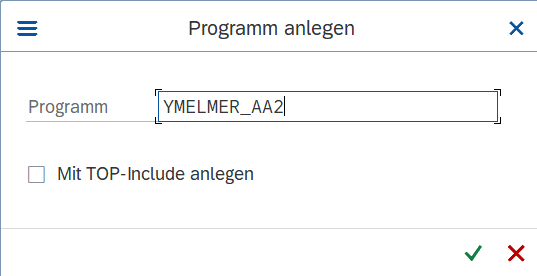 Programm anlegen
Programm YMELMER_AA2
Mit TOP-Include anlegen